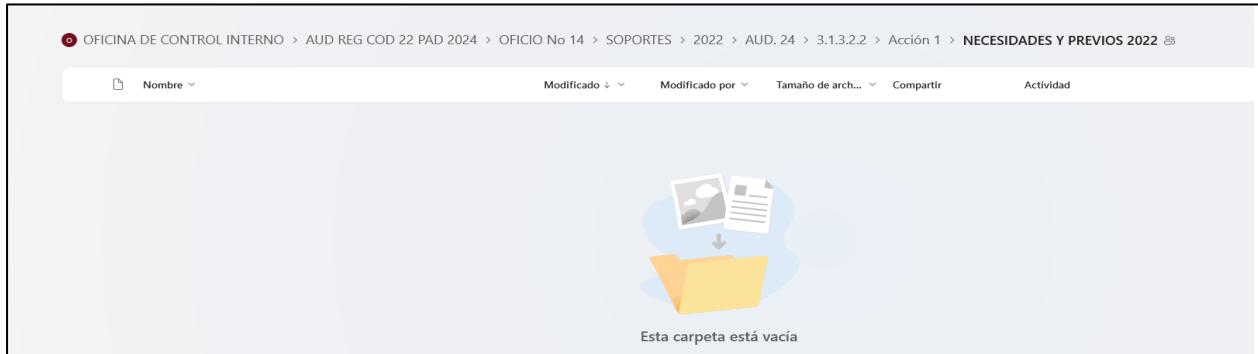 O OFICINA DE CONTROL INTERNO > AUD REG COD 22 PAD 2024 > OFICIO No 14 > SOPORTES > 2022 > AUD. 24 > 3.1.3.2.2 > Acción 1 > NECESIDADES Y PREVIOS 2022
Nombre Modificado ↓ Modificado por Tamaño de arch... Compartir Actividad
Esta carpeta está vacía